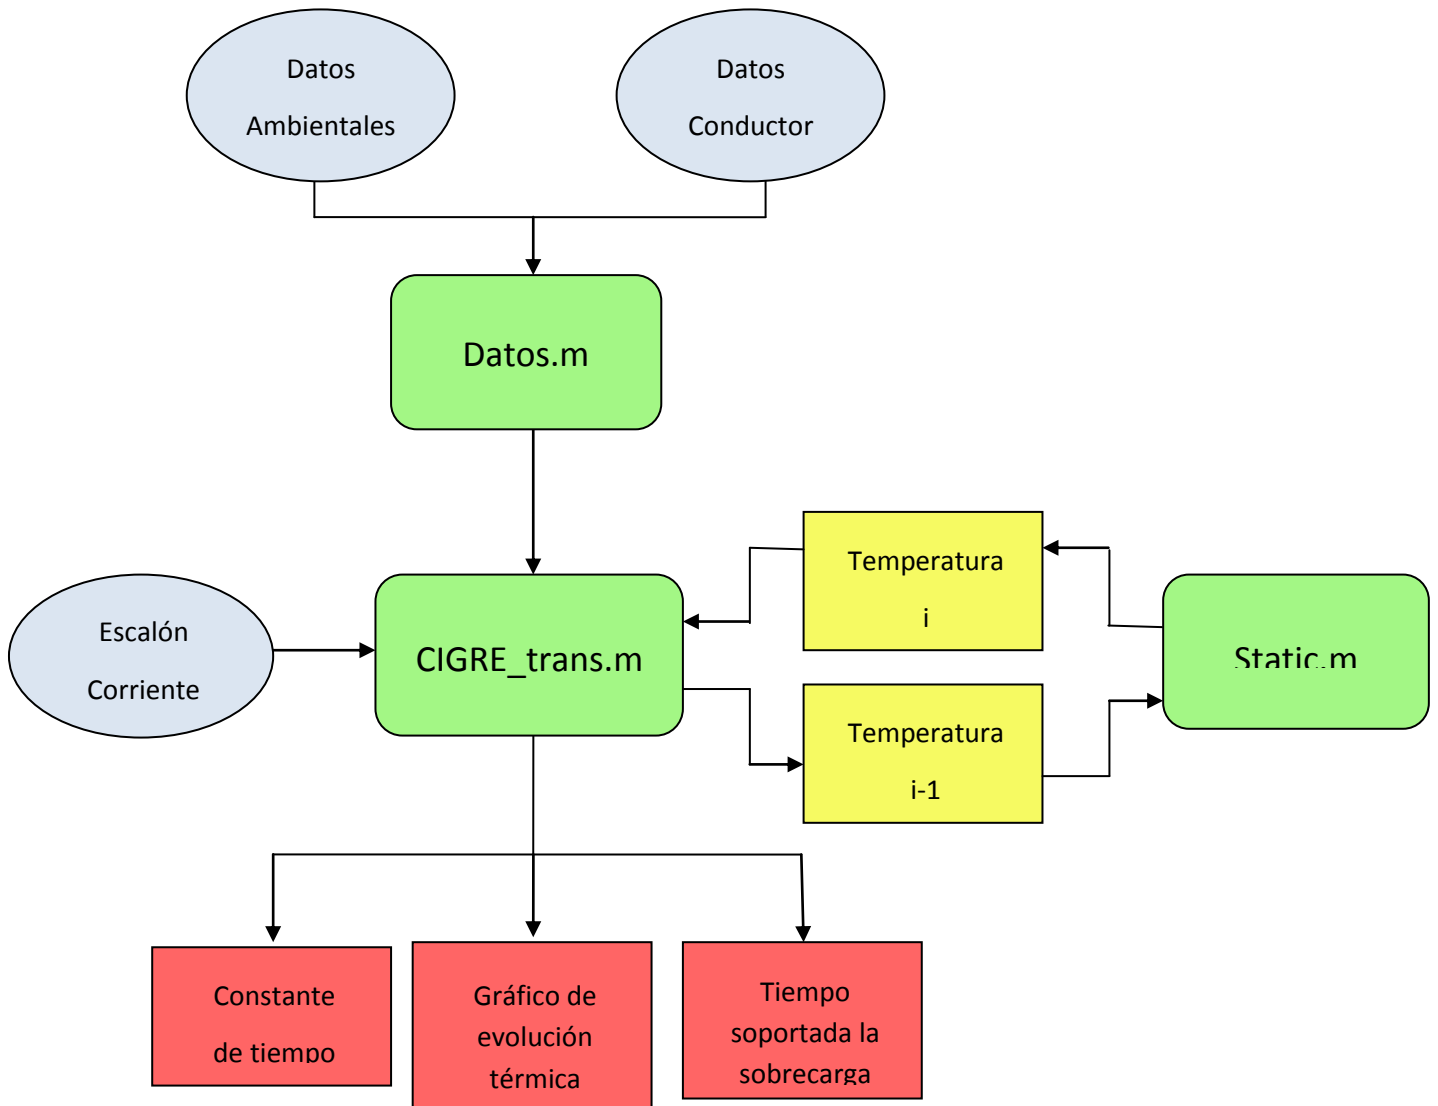 Datos
Ambientales
Datos
Conductor
Datos.m
Temperatura
i
Escalón
Corriente
CIGRE_trans.m
Static.m
Temperatura
i-1
Constante
de tiempo
Gráfico de
evolución
térmica
Tiempo
soportada la
sobrecarga